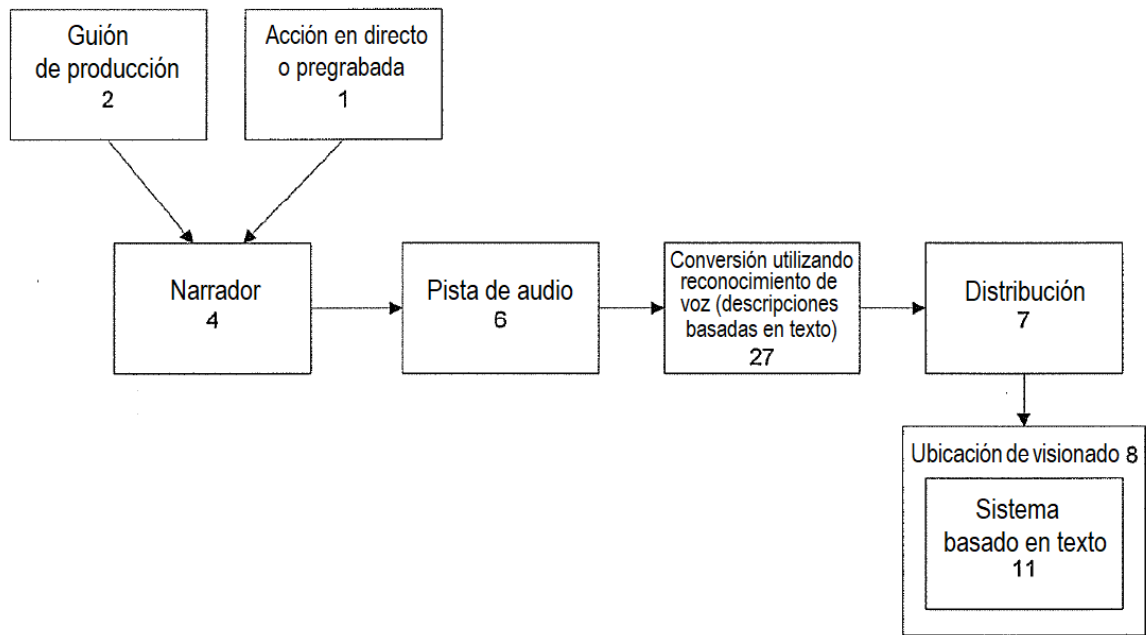 Guión
de producción
2
Acción en directo
o pregrabada
1
Narrador
4
Pista de audio
6
Conversión utilizando
reconocimiento de
voz (descripciones
basadas en texto)
27
Distribución
7
Ubicación de visionado 8
Sistema
basado en texto
11